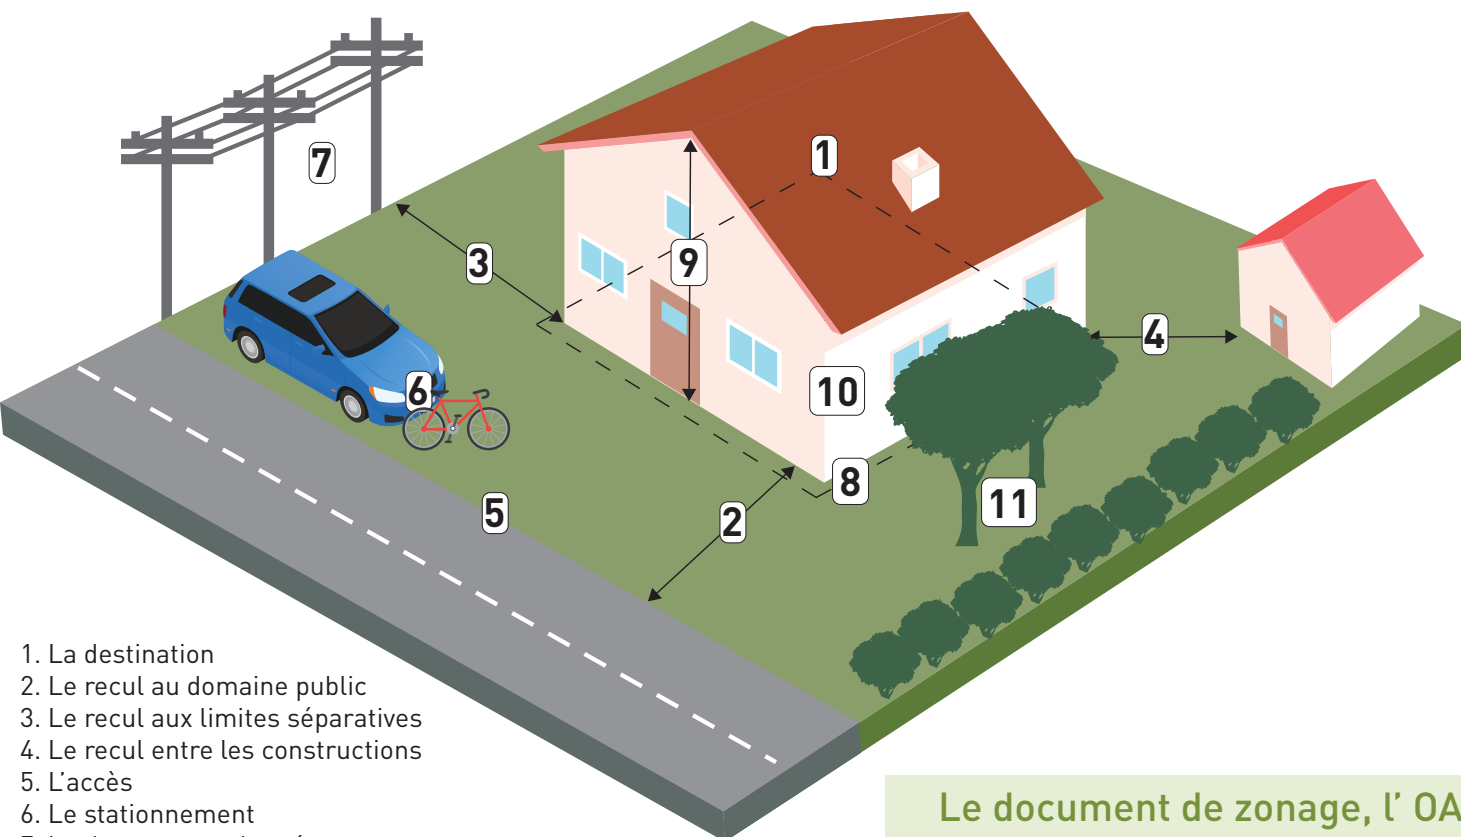 7
1
3
9
4
6
10
8
5
2
11
1. La destination
2. Le recul au domaine public
3. Le recul aux limites séparatives
4. Le recul entre les constructions
5. L'accès
6. Le stationnement
Le document de zonage, l' OA